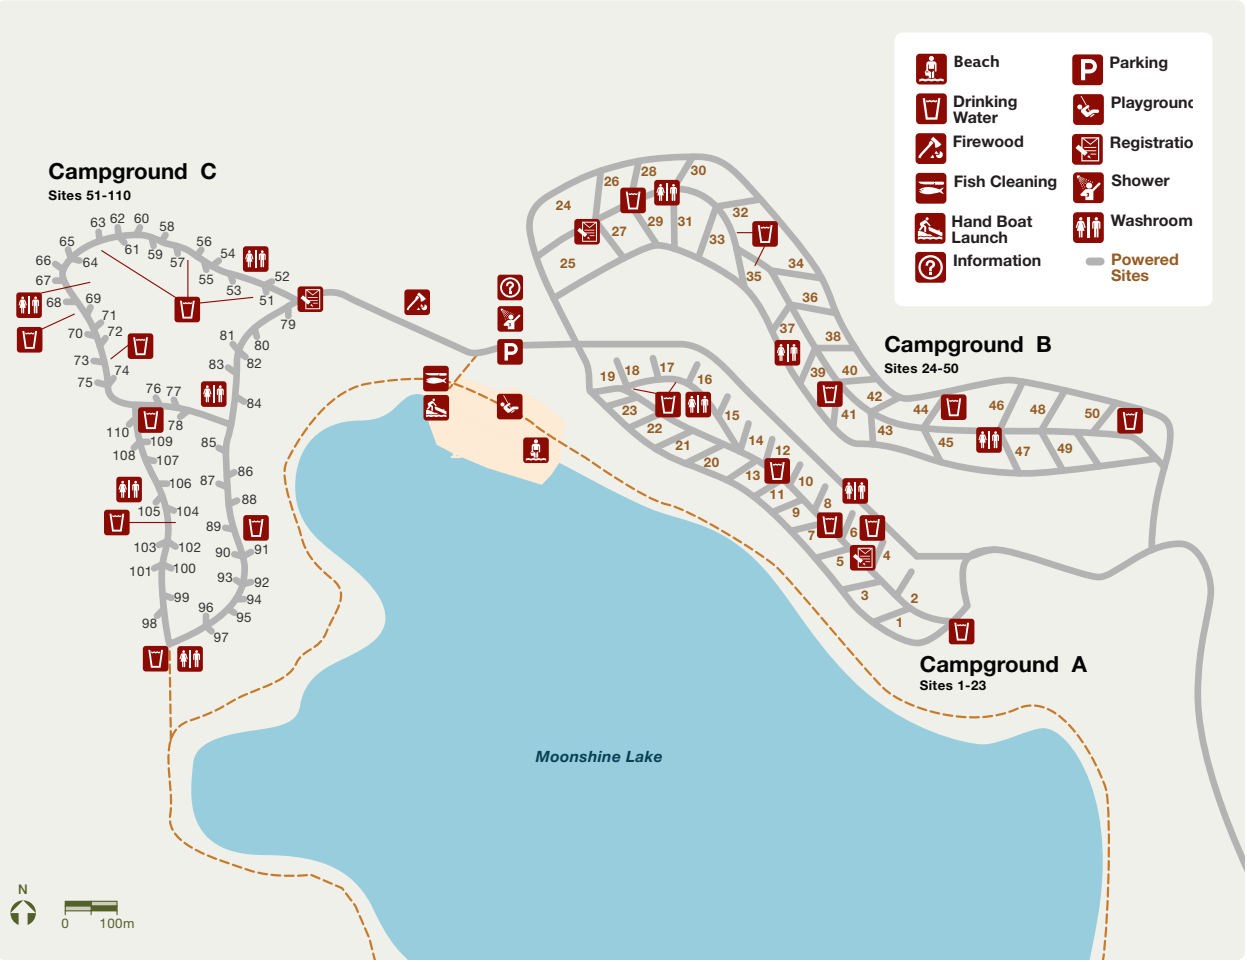 Beach
Drinking
Water
Firewood
Fish Cleaning
Hand Boat
Launch
Information
P Parking
Playground
Registratio
Shower
Washroom
Powered
Sites
Campground C
Sites 51-110
63 62 60 58
65 61 59 57 56 54
66 64 55 53 52
67 51
68 69 79
71
70 72 81 80
73 74 83 82
75 76 77 84
78
110 109 85
108 107 86
106 87 88
105 104 89
103 102 90 91
101 100 93 92
99 94
98 96 95
97
?
P
28 30
26
24 29 31 32
27 33
25 35 34
36
37 38
39 40
42
41 43
44 46 48 50
45 47 49
Campground B
Sites 24-50
19 18 17 16
23 15
22 14
21 12
20 13 10
11 8
9 6
7 4
5
3 2
1
Campground A
Sites 1-23
Moonshine Lake
N
0 100m